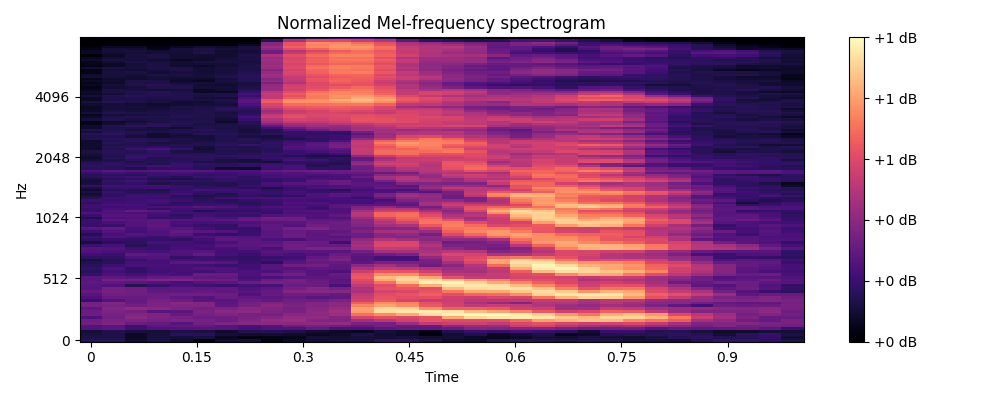 Normalized Mel-frequency spectrogram
Hz
4096
2048
1024
512
0
0 0.15 0.3 0.45 0.6 0.75 0.9
Time
+1 dB
+1 dB
+1 dB
+0 dB
+0 dB
+0 dB